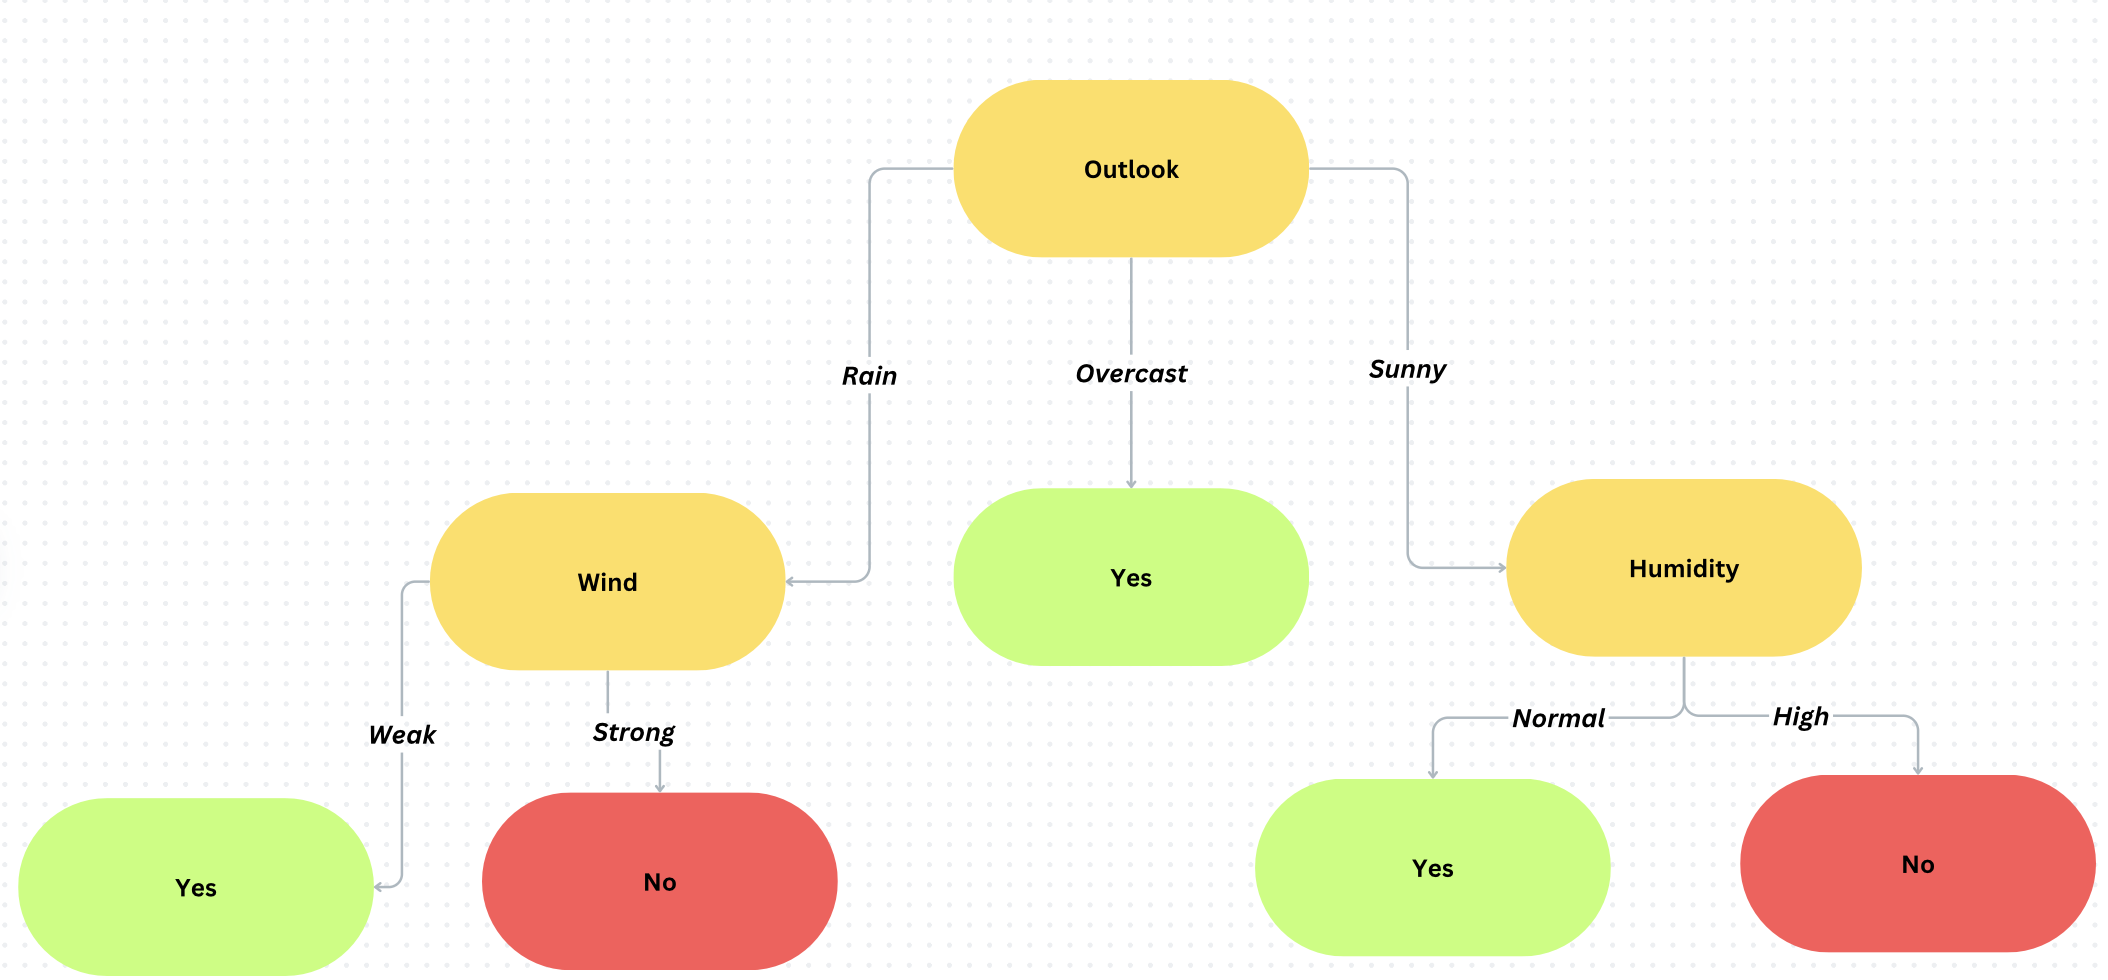 Outlook
Rain
Overcast
Sunny
Wind
Yes
Humidity
Weak
Strong
Normal
High
Yes
No
Yes
No